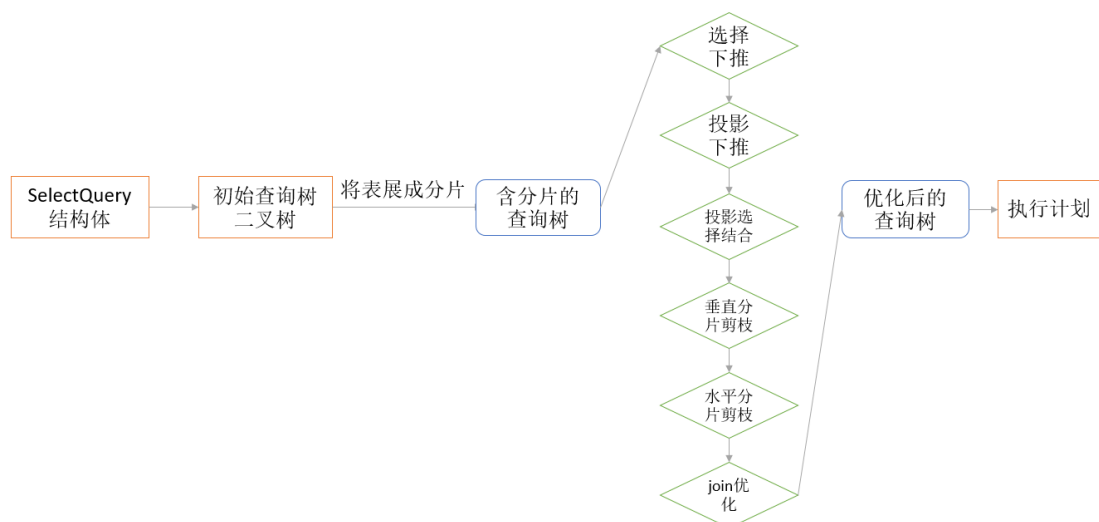 SelectQuery
结构体
初始查询树
二叉树
将表展成分片
含分片的
查询树
选择
下推
投影
下推
投影选
择结合
垂直分
片剪枝
水平分
片剪枝
join优
化
优化后的
查询树
执行计划